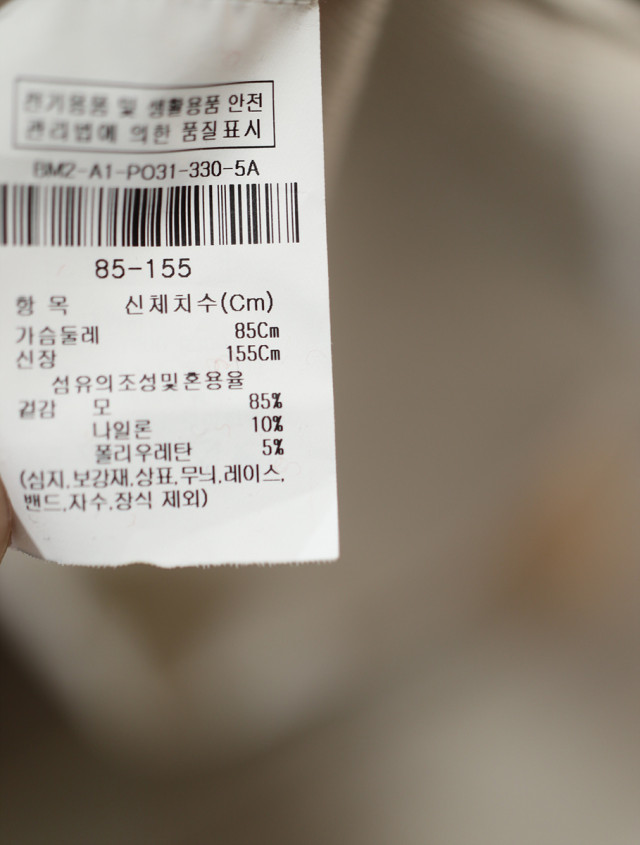 전기용품 및 생활용품 안전
관리법에 의한 품질표시
BM2-A1-PO31-330-5A
85-155
항 목 신체치수(Cm)
가슴둘레 85Cm
신장 155Cm
섬유의조성및혼용율
겉감 모 85%
나일론 10%
폴리우레탄 5%
(심지.보강재.상표.무늬.레이스.
밴드.자수.장식 제외)